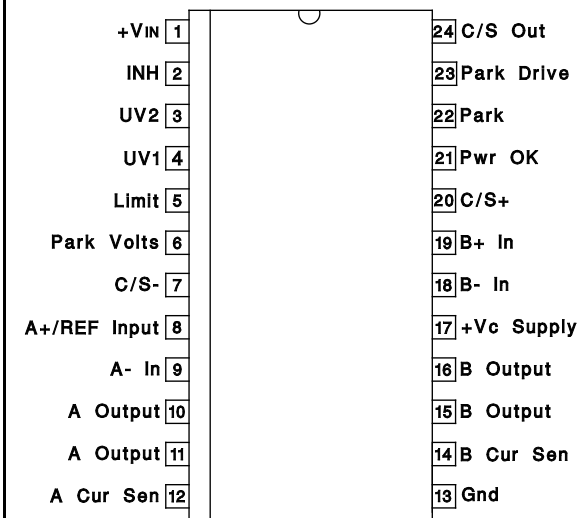 +VIN 1 24 C/S Out
INH 2 23 Park Drive
UV2 3 22 Park
UV1 4 21 Pwr OK
Limit 5 20 C/S+
Park Volts 6 19 B+ In
C/S- 7 18 B- In
A+/REF Input 8 17 +Vc Supply
A- In 9 16 B Output
A Output 10 15 B Output
A Output 11 14 B Cur Sen
A Cur Sen 12 13 Gnd